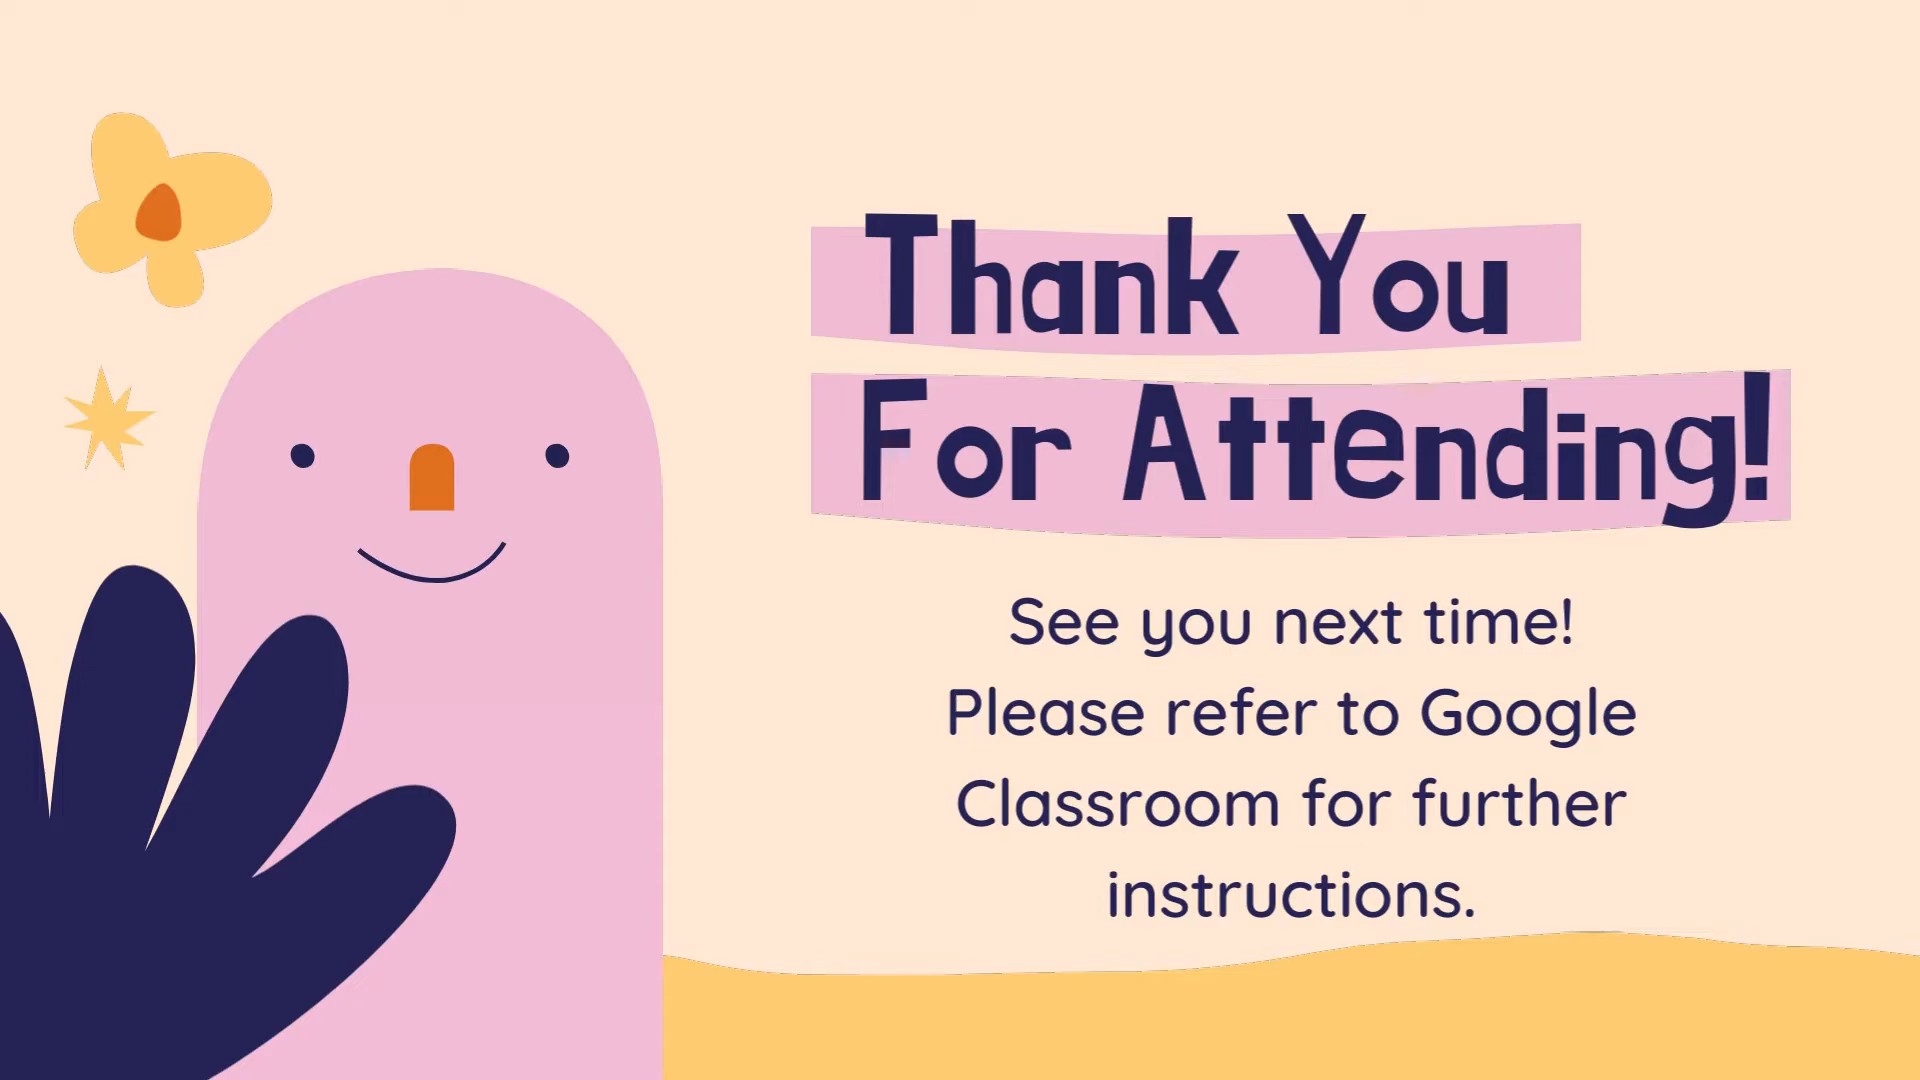 Thank You
For Attending!
See you next time!
Please refer to Google
Classroom for further
instructions.